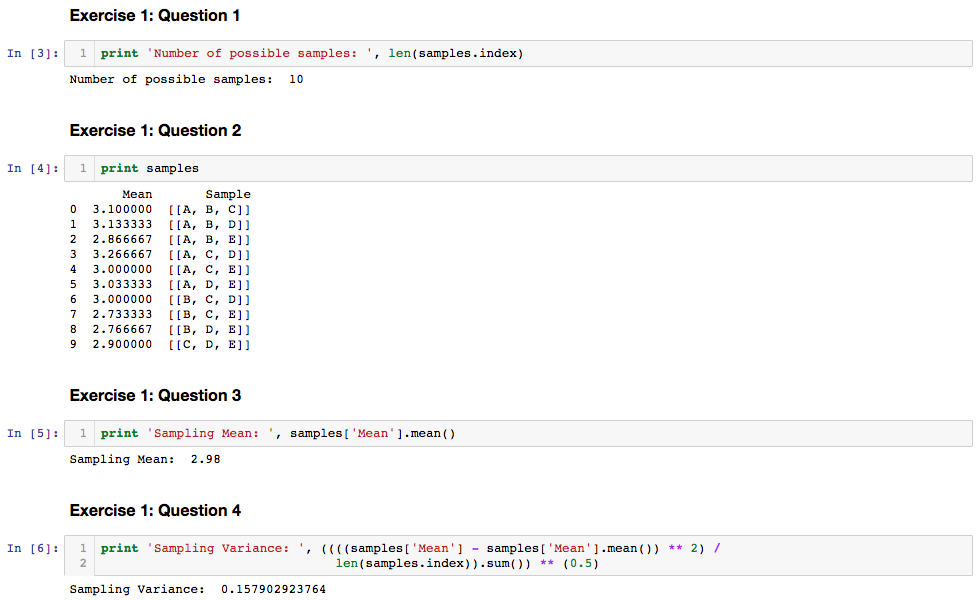 Exercise 1: Question 1
In [3]: 1 print 'Number of possible samples: ', len(samples.index)
Number of possible samples:  10
Exercise 1: Question 2
In [4]: 1 print samples
Mean Sample
0 3.100000 [[A, B, C]]
1 3.133333 [[A, B, D]]
2 2.866667 [[A, B, E]]
3 3.266667 [[A, C, D]]
4 3.000000 [[A, C, E]]
5 3.033333 [[A, D, E]]
6 3.000000 [[B, C, D]]
7 2.733333 [[B, C, E]]
8 2.766667 [[B, D, E]]
9 2.900000 [[C, D, E]]
Exercise 1: Question 3
In [5]: 1 print 'Sampling Mean: ', samples['Mean'].mean()
Sampling Mean:  2.98
Exercise 1: Question 4
In [6]: 1 print 'Sampling Variance: ', ((((samples['Mean'] - samples['Mean'].mean()) ** 2) /
2 len(samples.index)).sum()) ** (0.5)
Sampling Variance:  0.157902923764